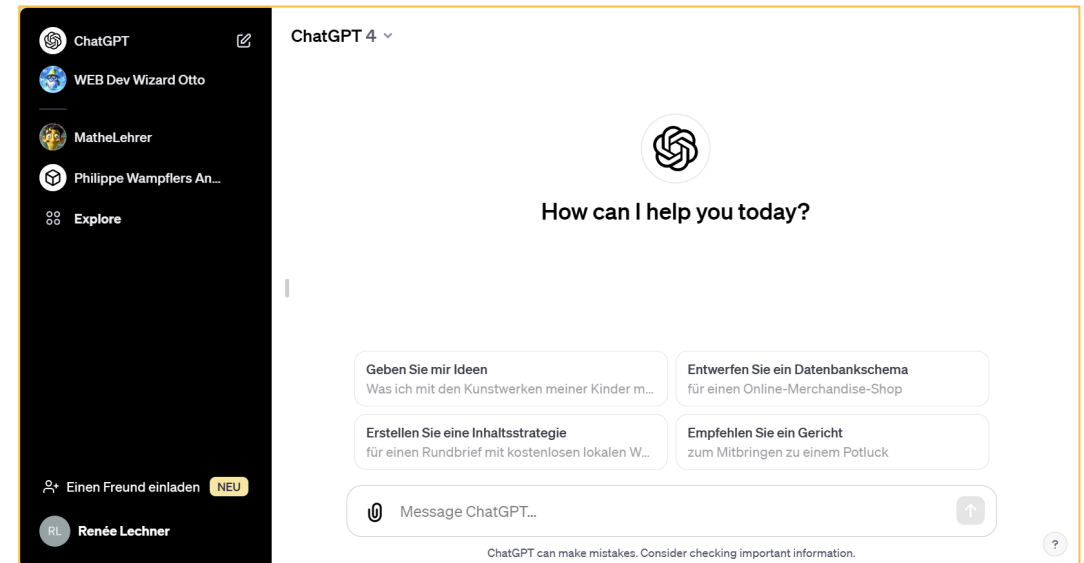 ChatGPT
WEB Dev Wizard Otto
MatheLehrer
Philippe Wampflers An...
Explore
Einen Freund einladen NEU
RL Renée Lechner
ChatGPT 4
How can I help you today?
Geben Sie mir Ideen
Was ich mit den Kunstwerken meiner Kinder m...
Entwerfen Sie ein Datenbankschema
für einen Online-Merchandise-Shop
Erstellen Sie eine Inhaltsstrategie
für einen Rundbrief mit kostenlosen lokalen W...
Empfehlen Sie ein Gericht
zum Mitbringen zu einem Potluck
Message ChatGPT...
ChatGPT can make mistakes. Consider checking important information.
?